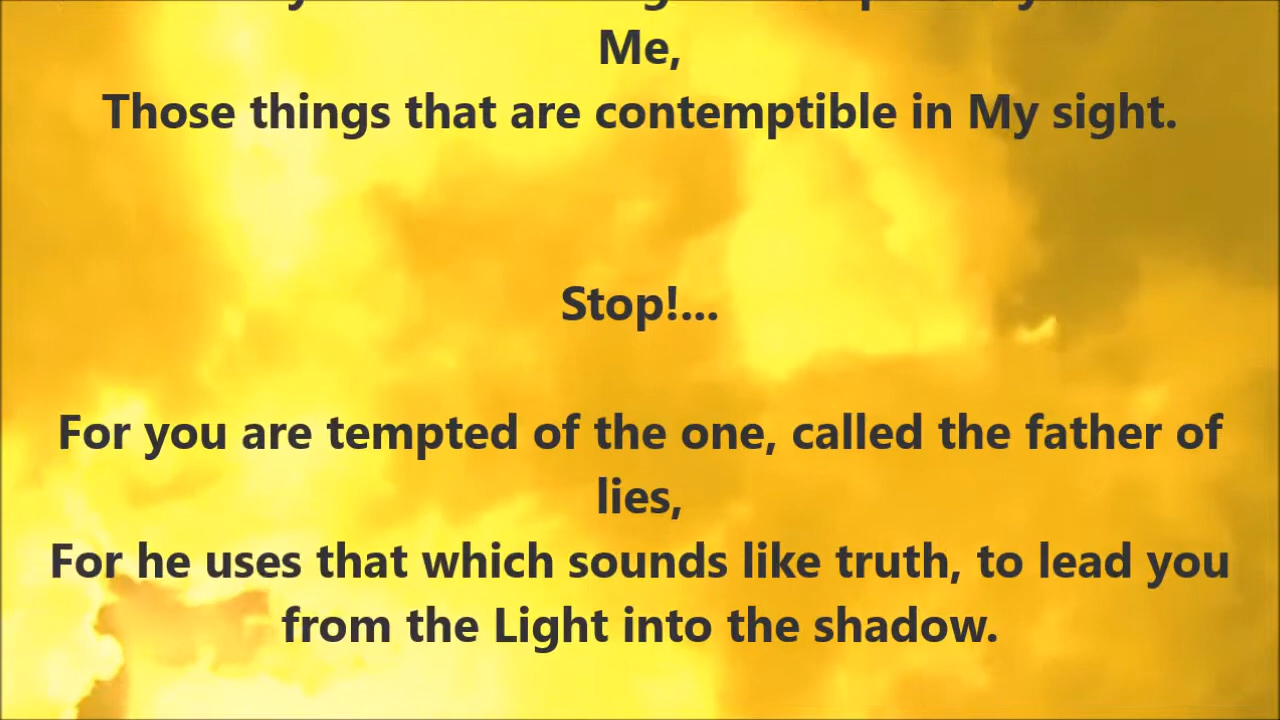 Me,
Those things that are contemptible in My sight.
Stop!...
For you are tempted of the one, called the father of
lies,
For he uses that which sounds like truth, to lead you
from the Light into the shadow.